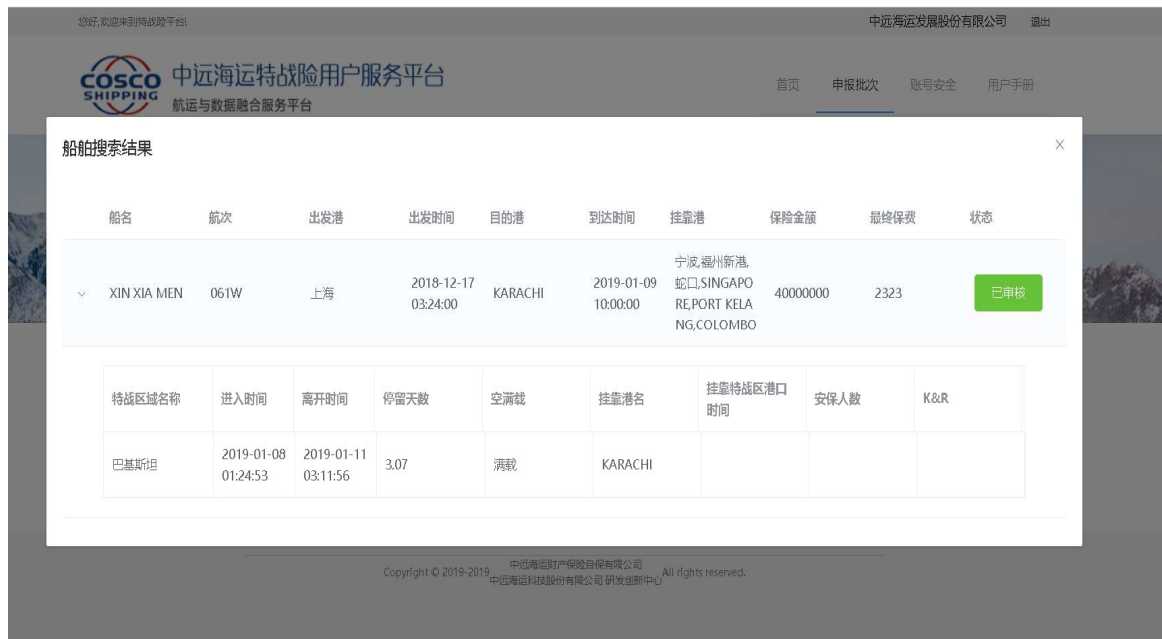 您好,欢迎来到特战险平台!
中远海运发展股份有限公司 退出
COSCO
SHIPPING
中远海运特战险用户服务平台
航运与数据融合服务平台
首页 申报批次 账号安全 用户手册
船舶搜索结果
船名 航次 出发港 出发时间 目的港 到达时间 挂靠港 保险金额 最终保费 状态
宁波,福州新港,
2018-12-17 2019-01-09 蛇口,SINGAPO
XIN XIA MEN 061W 上海 KARACHI 40000000 2323 已审核
03:24:00 10:00:00 RE,PORT KELA
NG,COLOMBO
特战区域名称 进入时间 离开时间 停留天数 空满载 挂靠港名 挂靠特战区港口 安保人数 K&R
时间
巴基斯坦 2019-01-08 2019-01-11 3.07 满载 KARACHI
01:24:53 03:11:56
中远海运财产保险自保有限公司
Copyright © 2019-2019 All rights reserved.
中远海运科技股份有限公司 研发创新中心